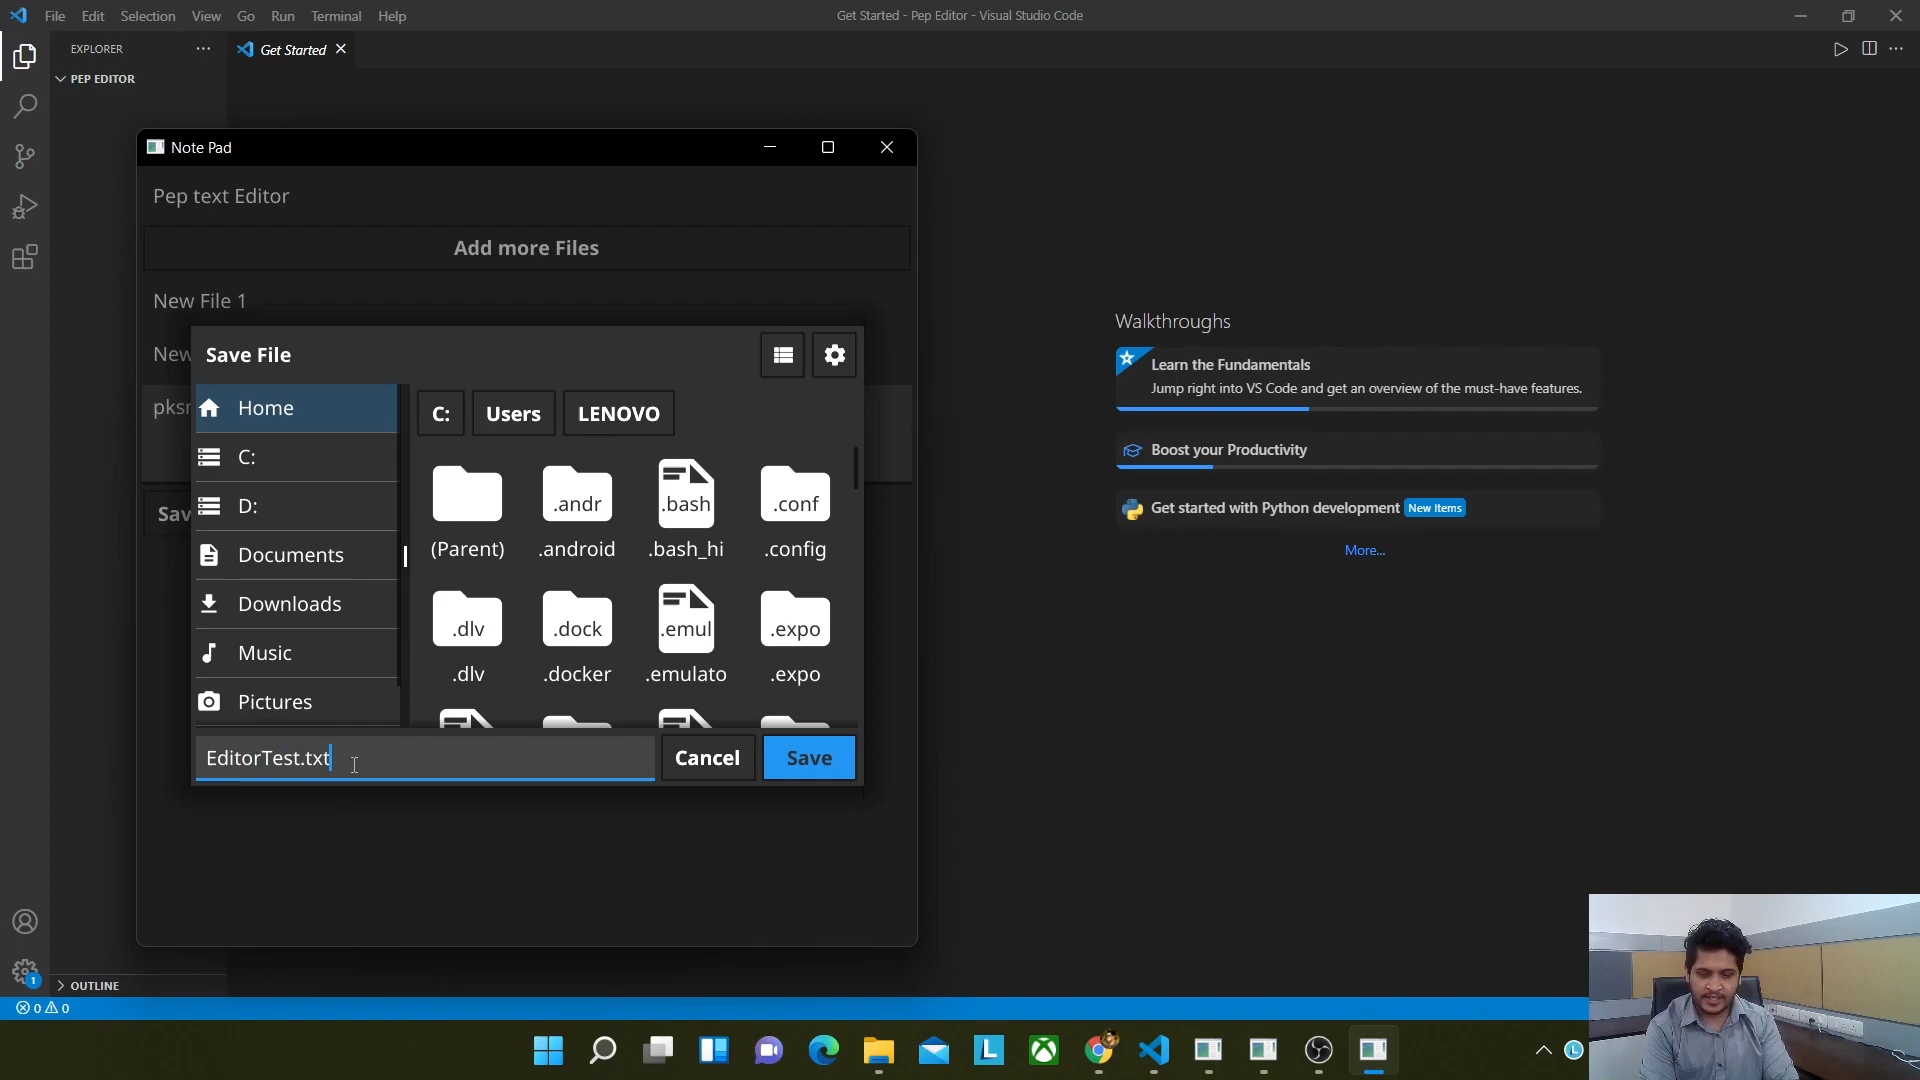 File Edit Selection View Go Run Terminal Help
Get Started - Pep Editor - Visual Studio Code
EXPLORER
Get Started
PEP EDITOR
Note Pad
Pep text Editor
Add more Files
New File 1
New
pksr
Sav
Save File
Home
C:
D:
Documents
Downloads
Music
Pictures
C: Users LENOVO
.andr .bash .conf
(Parent) .android .bash_hi .config
.dlv .dock .emul .expo
.dlv .docker .emulato .expo
EditorTest.txt
Cancel
Save
Walkthroughs
Learn the Fundamentals
Jump right into VS Code and get an overview of the must-have features.
Boost your Productivity
Get started with Python development New Items
More...
1
OUTLINE
0 0
L
L